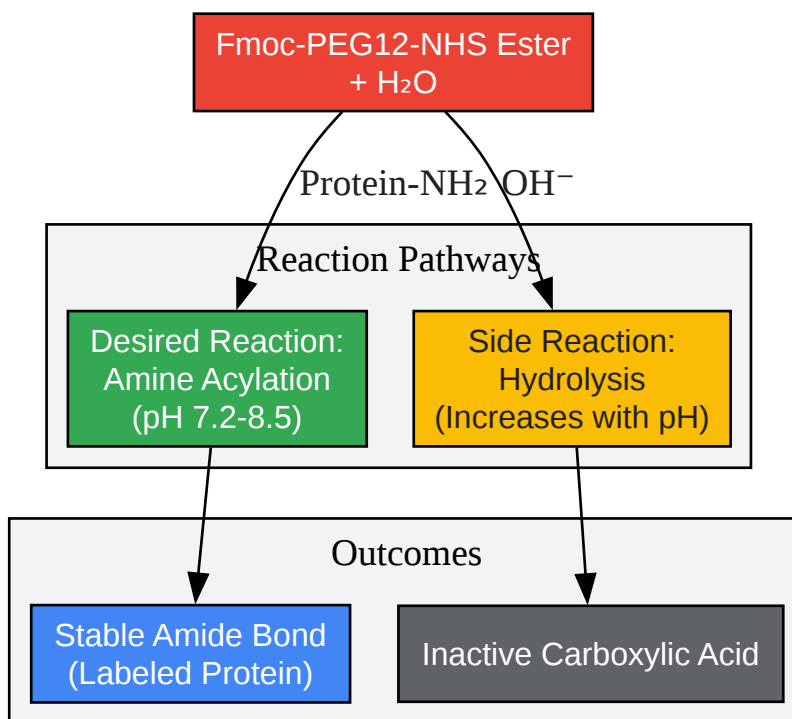 Fmoc-PEG12-NHS Ester
+ H₂O
Protein-NH₂ OH⁻
Reaction Pathways
Desired Reaction:
Amine Acylation
(pH 7.2-8.5)
Side Reaction:
Hydrolysis
(Increases with pH)
Outcomes
Stable Amide Bond
(Labeled Protein)
Inactive Carboxylic Acid